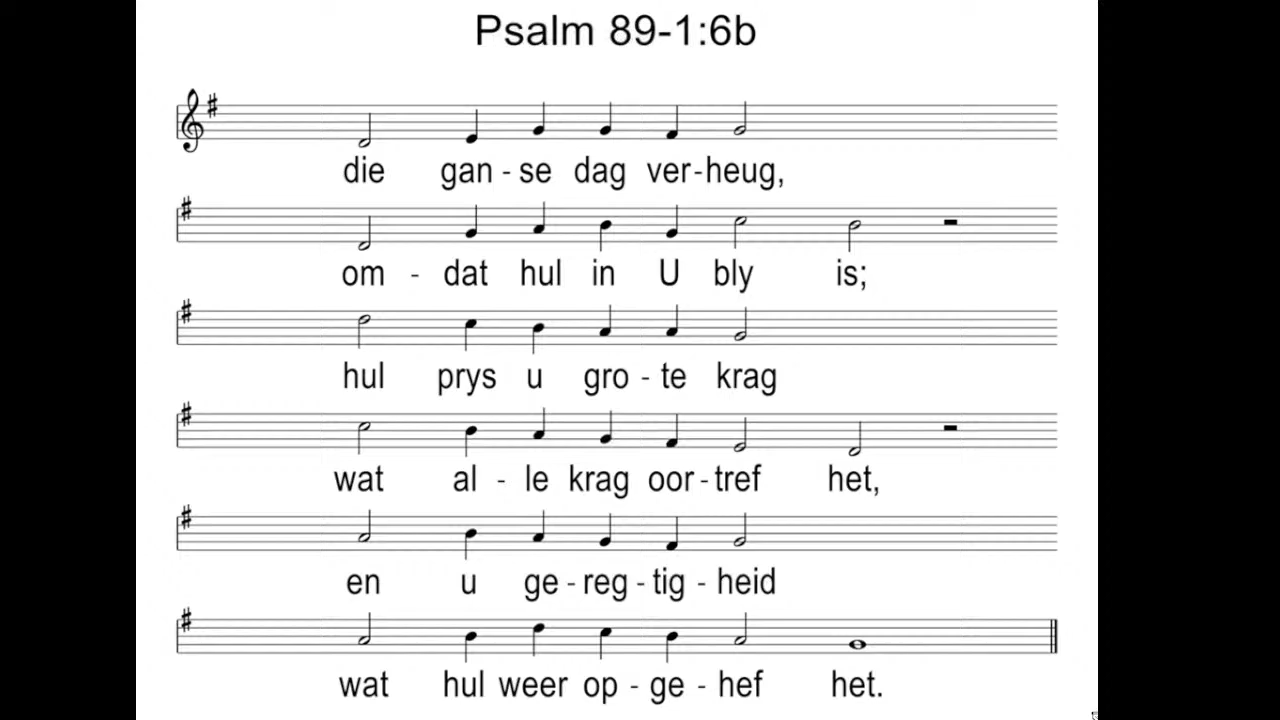 Psalm 89-1:6b
die gan - se dag ver-heug,
om - dat hul in U bly is;
hul prys u gro - te krag
wat al - le krag oor-tref het,
en u ge-reg-tig - heid
wat hul weer op - ge - hef het.